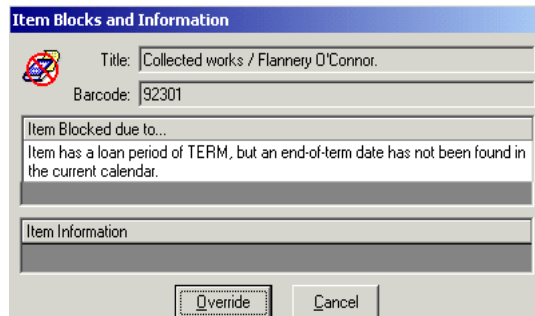 Item Blocks and Information
Title: Collected works / Flannery O'Connor.
Barcode: 92301
Item Blocked due to...
Item has a loan period of TERM, but an end-of-term date has not been found in
the current calendar.
Item Information
Override Cancel